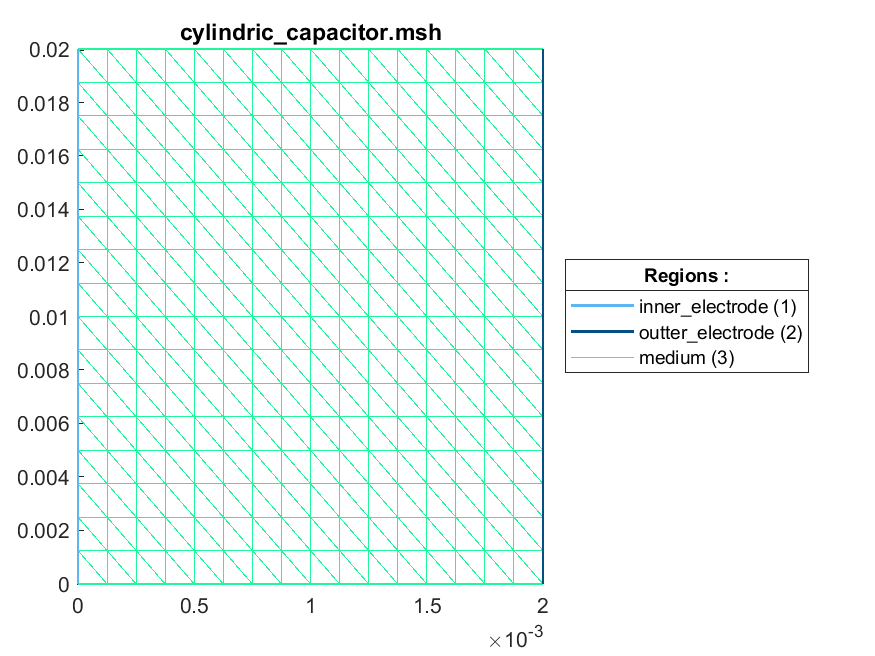 cylindric_capacitor.msh
0.02
0.018
0.016
0.014
0.012
0.01
0.008
0.006
0.004
0.002
0
0 0.5 1 1.5 2
×10-3
Regions :
inner_electrode (1)
outter_electrode (2)
medium (3)